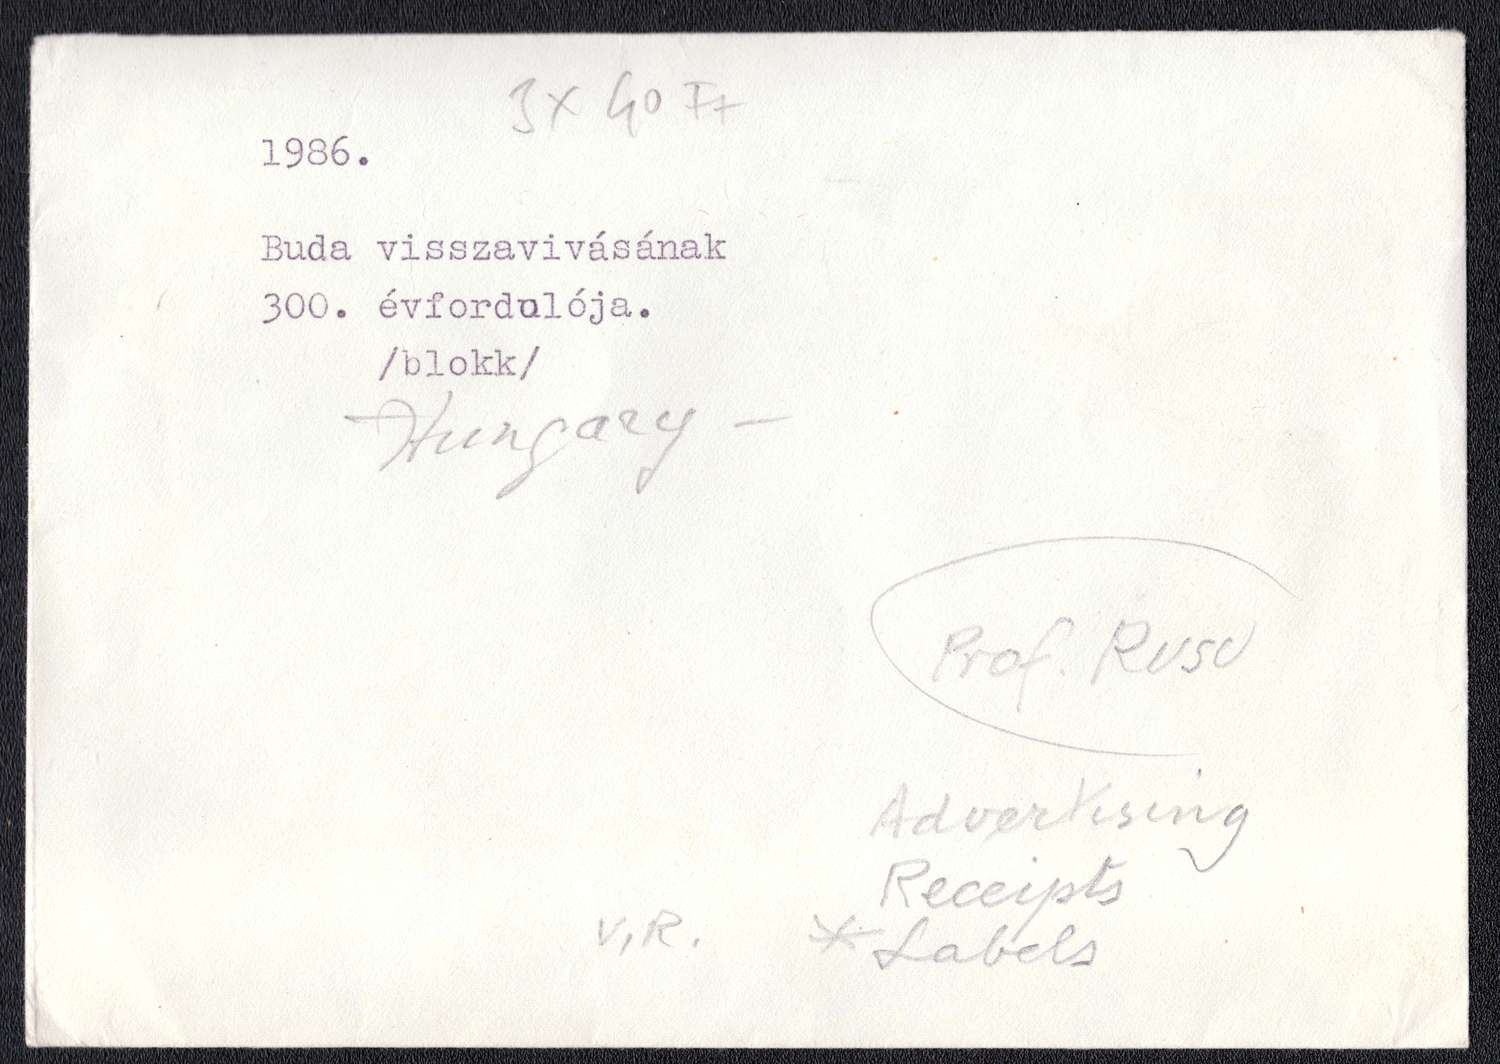 3x 40 Ft
1986.
Buda visszavivásának
300. évfordulója.
/blokk/
Hungary -
Prof. Rusu
Advertising
Receipts
V.R. * Labels